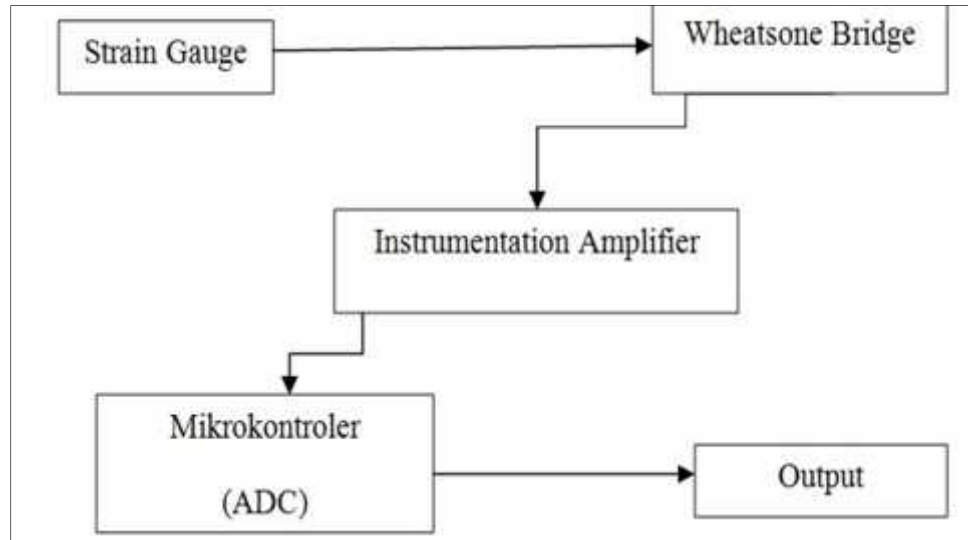 Strain Gauge
Wheatsone Bridge
Instrumentation Amplifier
Mikrokontroler
(ADC)
Output